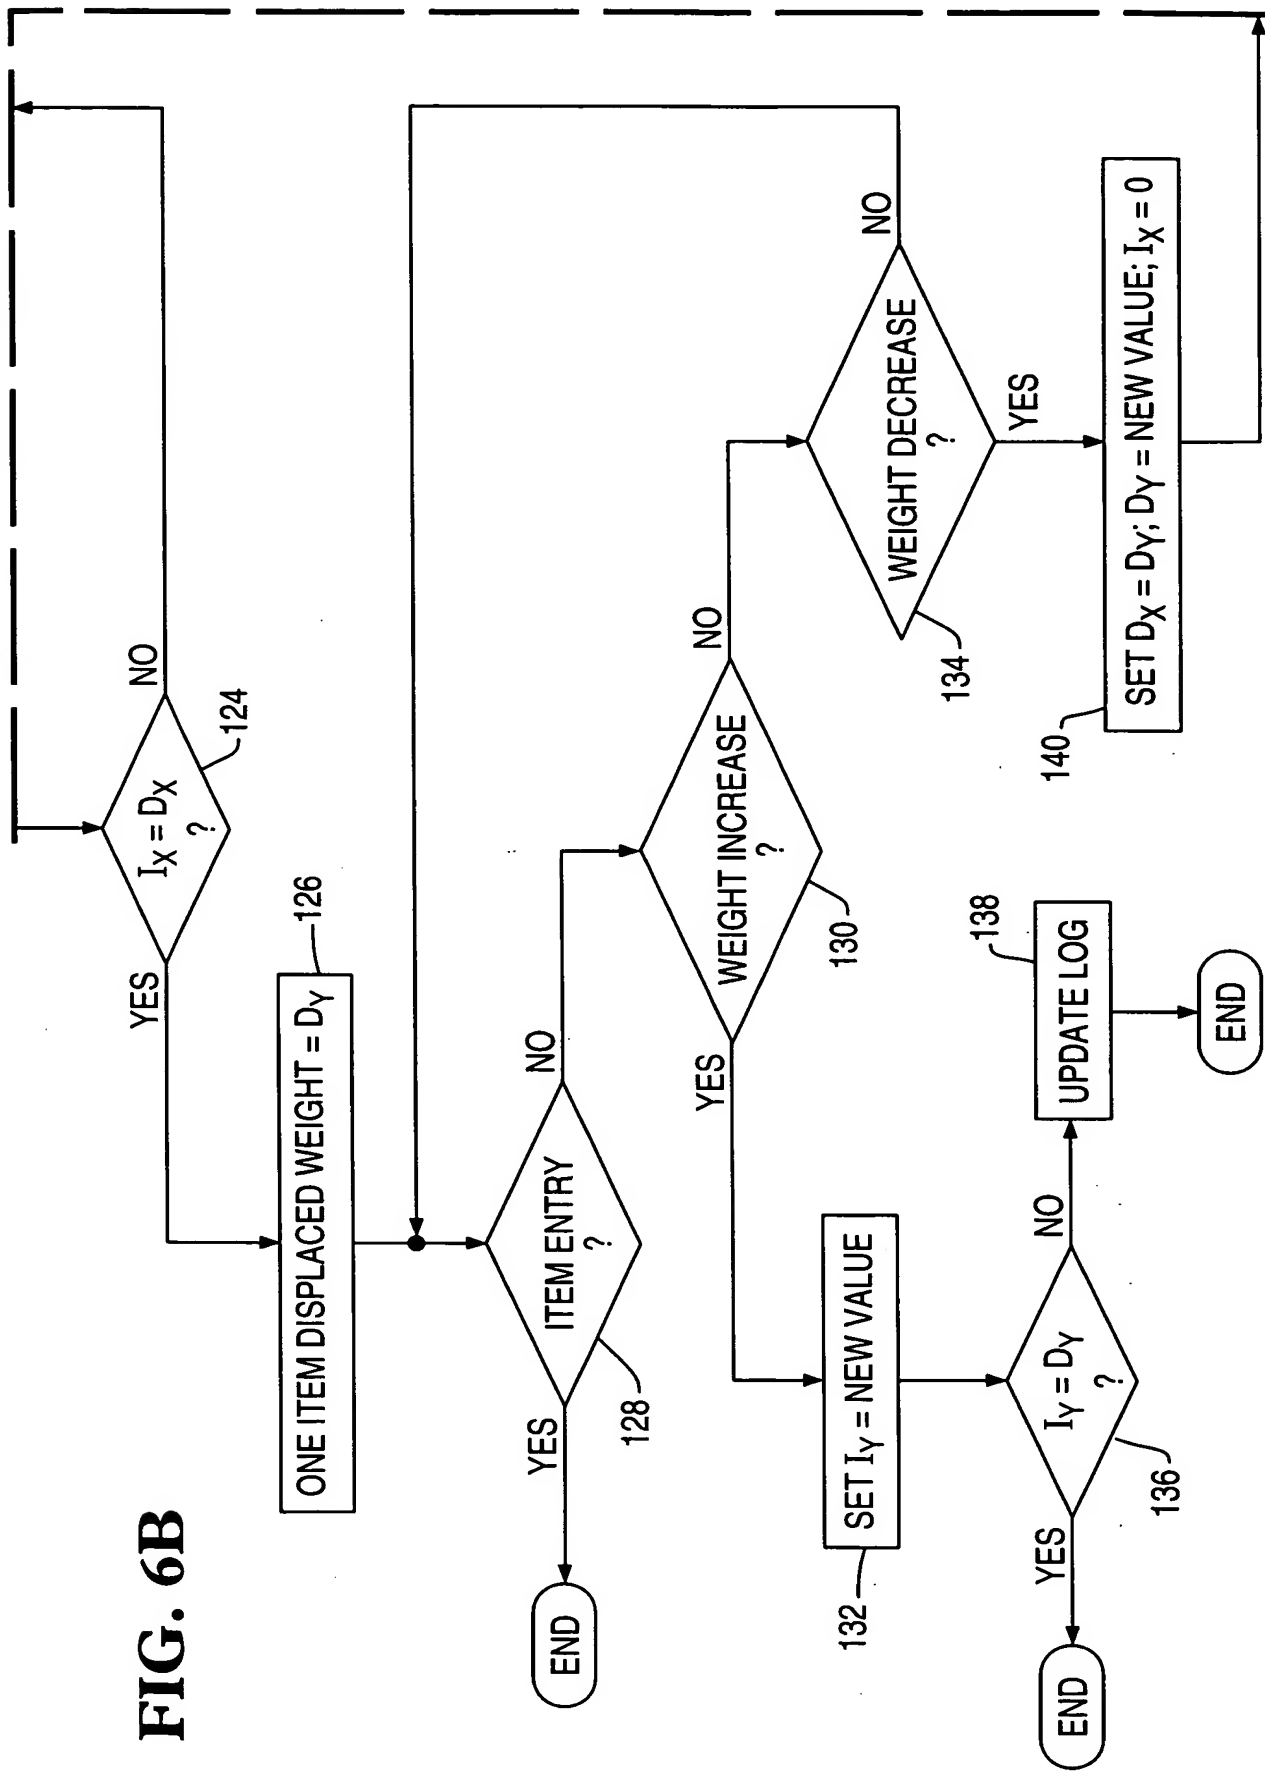 FIG. 6B
I_X = D_X
?
124
YES
NO
ONE ITEM DISPLACED WEIGHT = D_Y
126
ITEM ENTRY
?
128
YES
NO
END
WEIGHT INCREASE
?
130
YES
NO
SET I_Y = NEW VALUE
132
WEIGHT DECREASE
?
134
NO
YES
I_Y = D_Y
?
136
YES
NO
END
UPDATE LOG
138
END
SET D_X = D_Y; D_Y = NEW VALUE; I_X = 0
140